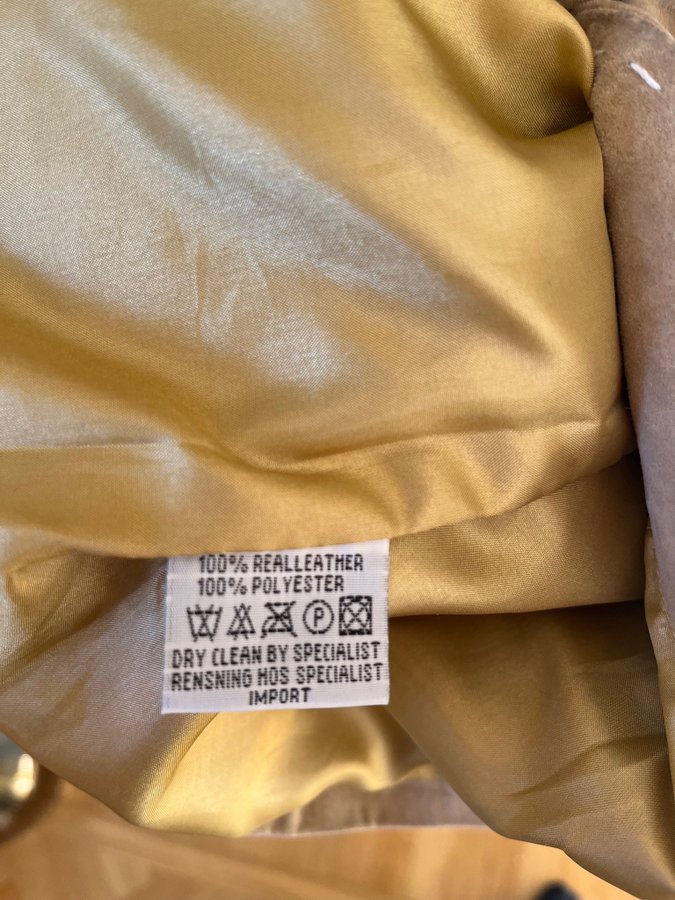 100% REALLEATHER
100% POLYESTER
P
DRY CLEAN BY SPECIALIST
RENSNING HOS SPECIALIST
IMPORT